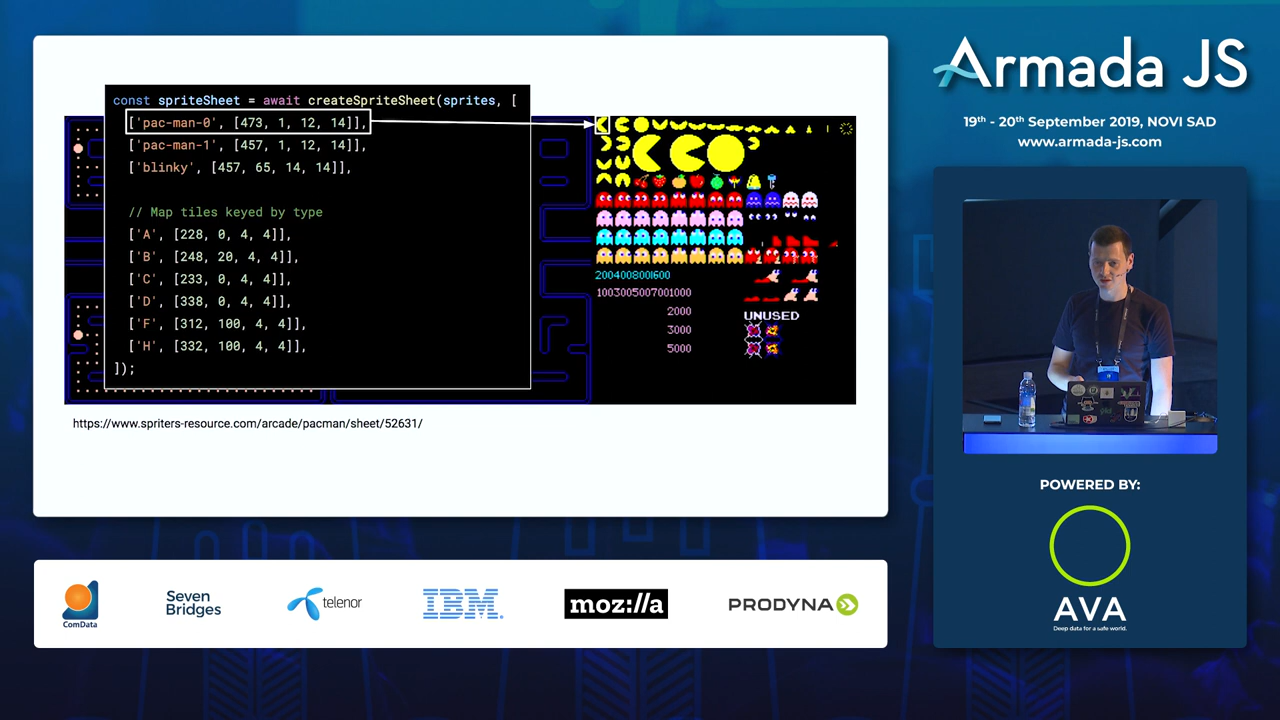 const spriteSheet = await createSpriteSheet(sprites, [
['pac-man-0', [473, 1, 12, 14]],
['pac-man-1', [457, 1, 12, 14]],
['blinky', [457, 65, 14, 14]],
// Map tiles keyed by type
['A', [228, 0, 4, 4]],
['B', [248, 20, 4, 4]],
['C', [233, 0, 4, 4]],
['D', [338, 0, 4, 4]],
['F', [312, 100, 4, 4]],
['H', [332, 100, 4, 4]],
]);
2004008001600
1003005007001000
2000
3000
5000
UNUSED
https://www.spriters-resource.com/arcade/pacman/sheet/52631/
Armada JS
19th - 20th September 2019, NOVI SAD
www.armada-js.com
POWERED BY:
AVA
Deep data for a safe world.
ComData
Seven
Bridges
telenor
IBM
moz://a
PRODYNA